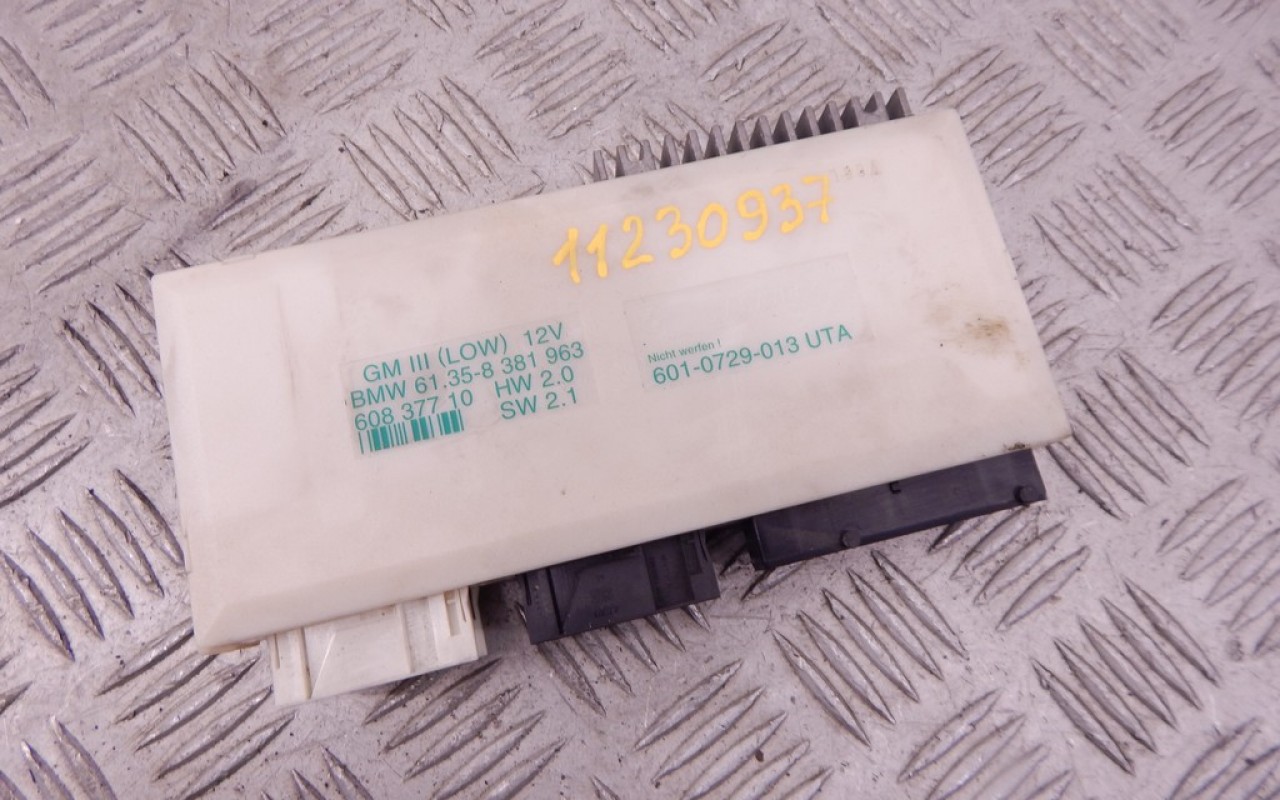 11230937
GM III (LOW) 12V
BMW 61.35-8 381 963
608 377 10 HW 2.0
SW 2.1
Nicht werfen !
601-0729-013 UTA